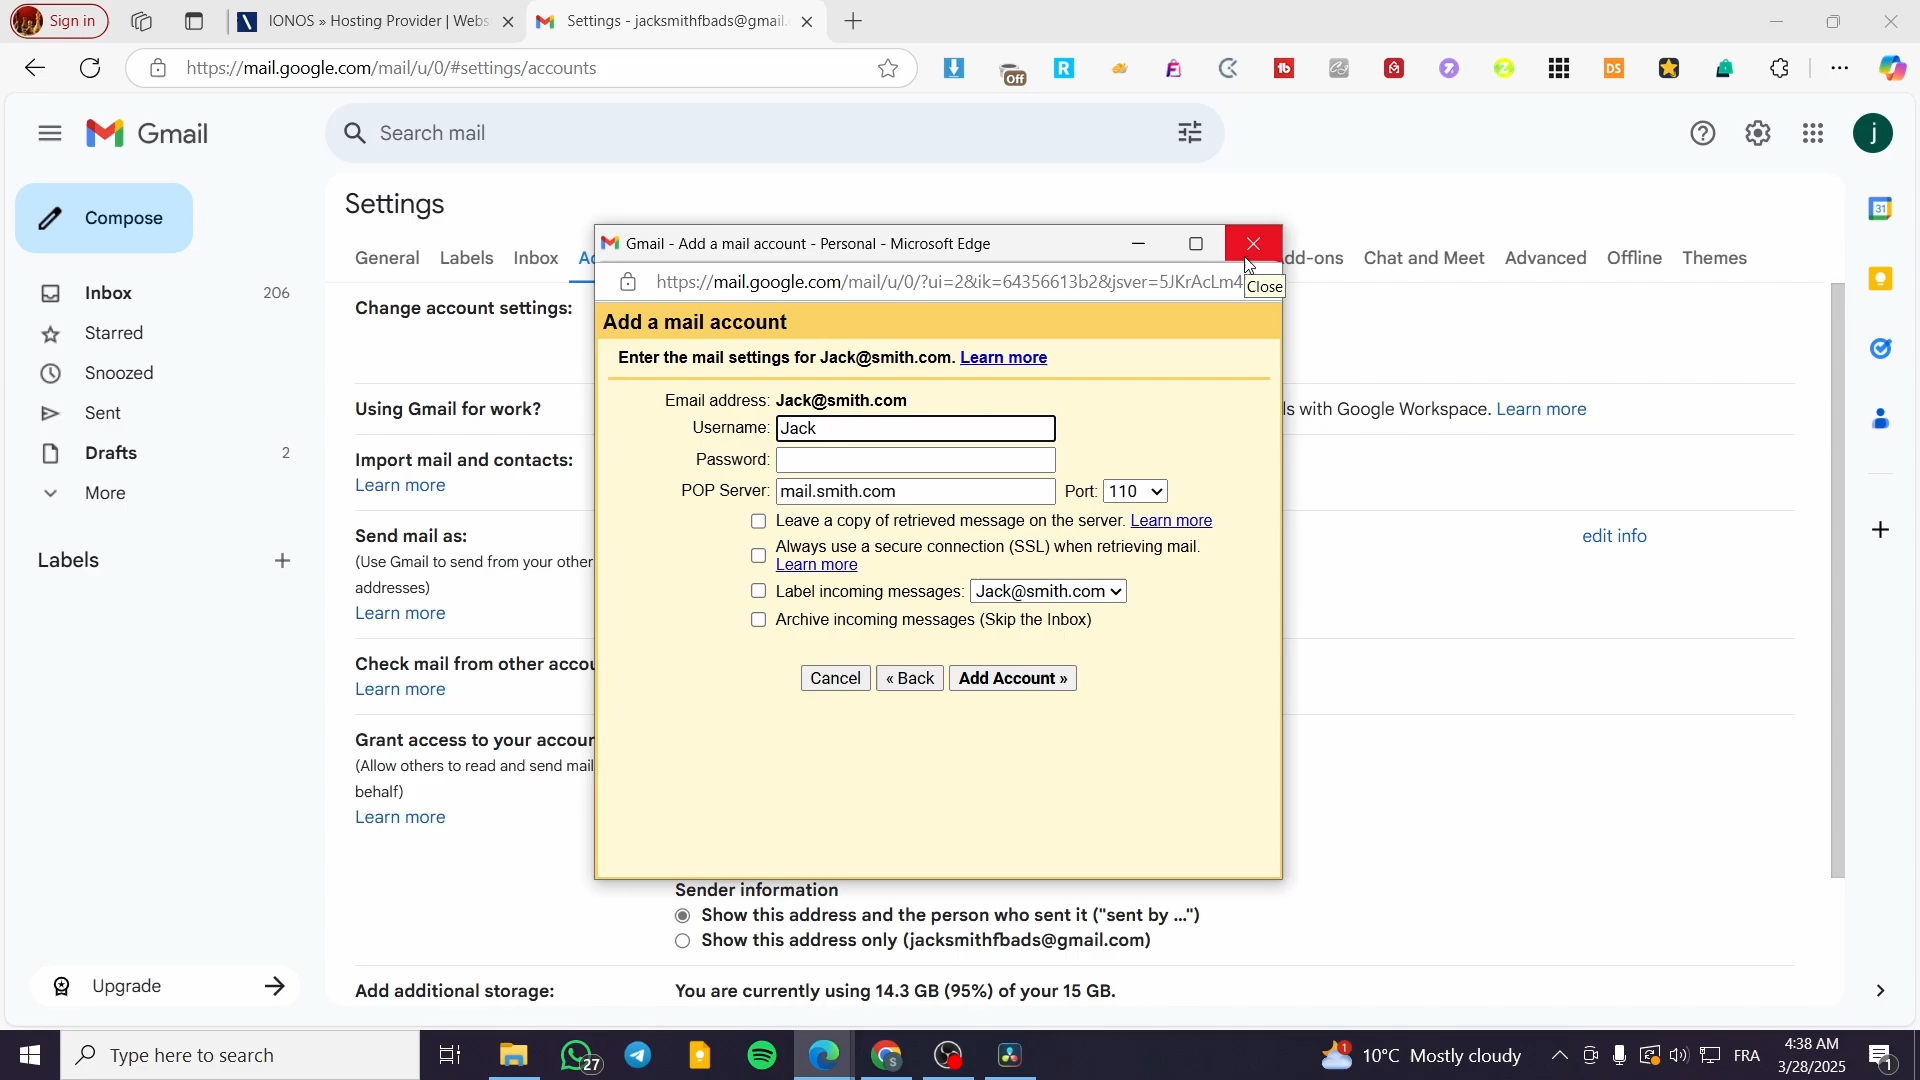 Sign in
IONOS » Hosting Provider | Webs
Settings - jacksmithfbads@gmail.
https://mail.google.com/mail/u/0/#settings/accounts
Off
Gmail
Search mail
j
Compose
Inbox 206
Starred
Snoozed
Sent
Drafts 2
More
Labels
Upgrade
Settings
General Labels Inbox Ac dd-ons Chat and Meet Advanced Offline Themes
Change account settings:
Using Gmail for work?
ls with Google Workspace. Learn more
Import mail and contacts:
Learn more
Send mail as:
(Use Gmail to send from your other
addresses)
Learn more
edit info
Check mail from other accou
Learn more
Grant access to your accoun
(Allow others to read and send mail
behalf)
Learn more
Gmail - Add a mail account - Personal - Microsoft Edge
https://mail.google.com/mail/u/0/?ui=2&ik=64356613b2&jsver=5JKrAcLm4
Close
Add a mail account
Enter the mail settings for Jack@smith.com. Learn more
Email address: Jack@smith.com
Username: Jack
Password:
POP Server: mail.smith.com Port: 110
Leave a copy of retrieved message on the server. Learn more
Always use a secure connection (SSL) when retrieving mail.
Learn more
Label incoming messages: Jack@smith.com
Archive incoming messages (Skip the Inbox)
Cancel « Back Add Account »
Sender information
Show this address and the person who sent it ("sent by ...")
Show this address only (jacksmithfbads@gmail.com)
Add additional storage: You are currently using 14.3 GB (95%) of your 15 GB.
31
DS
Type here to search
27
10°C Mostly cloudy
FRA
4:38 AM
3/28/2025
1